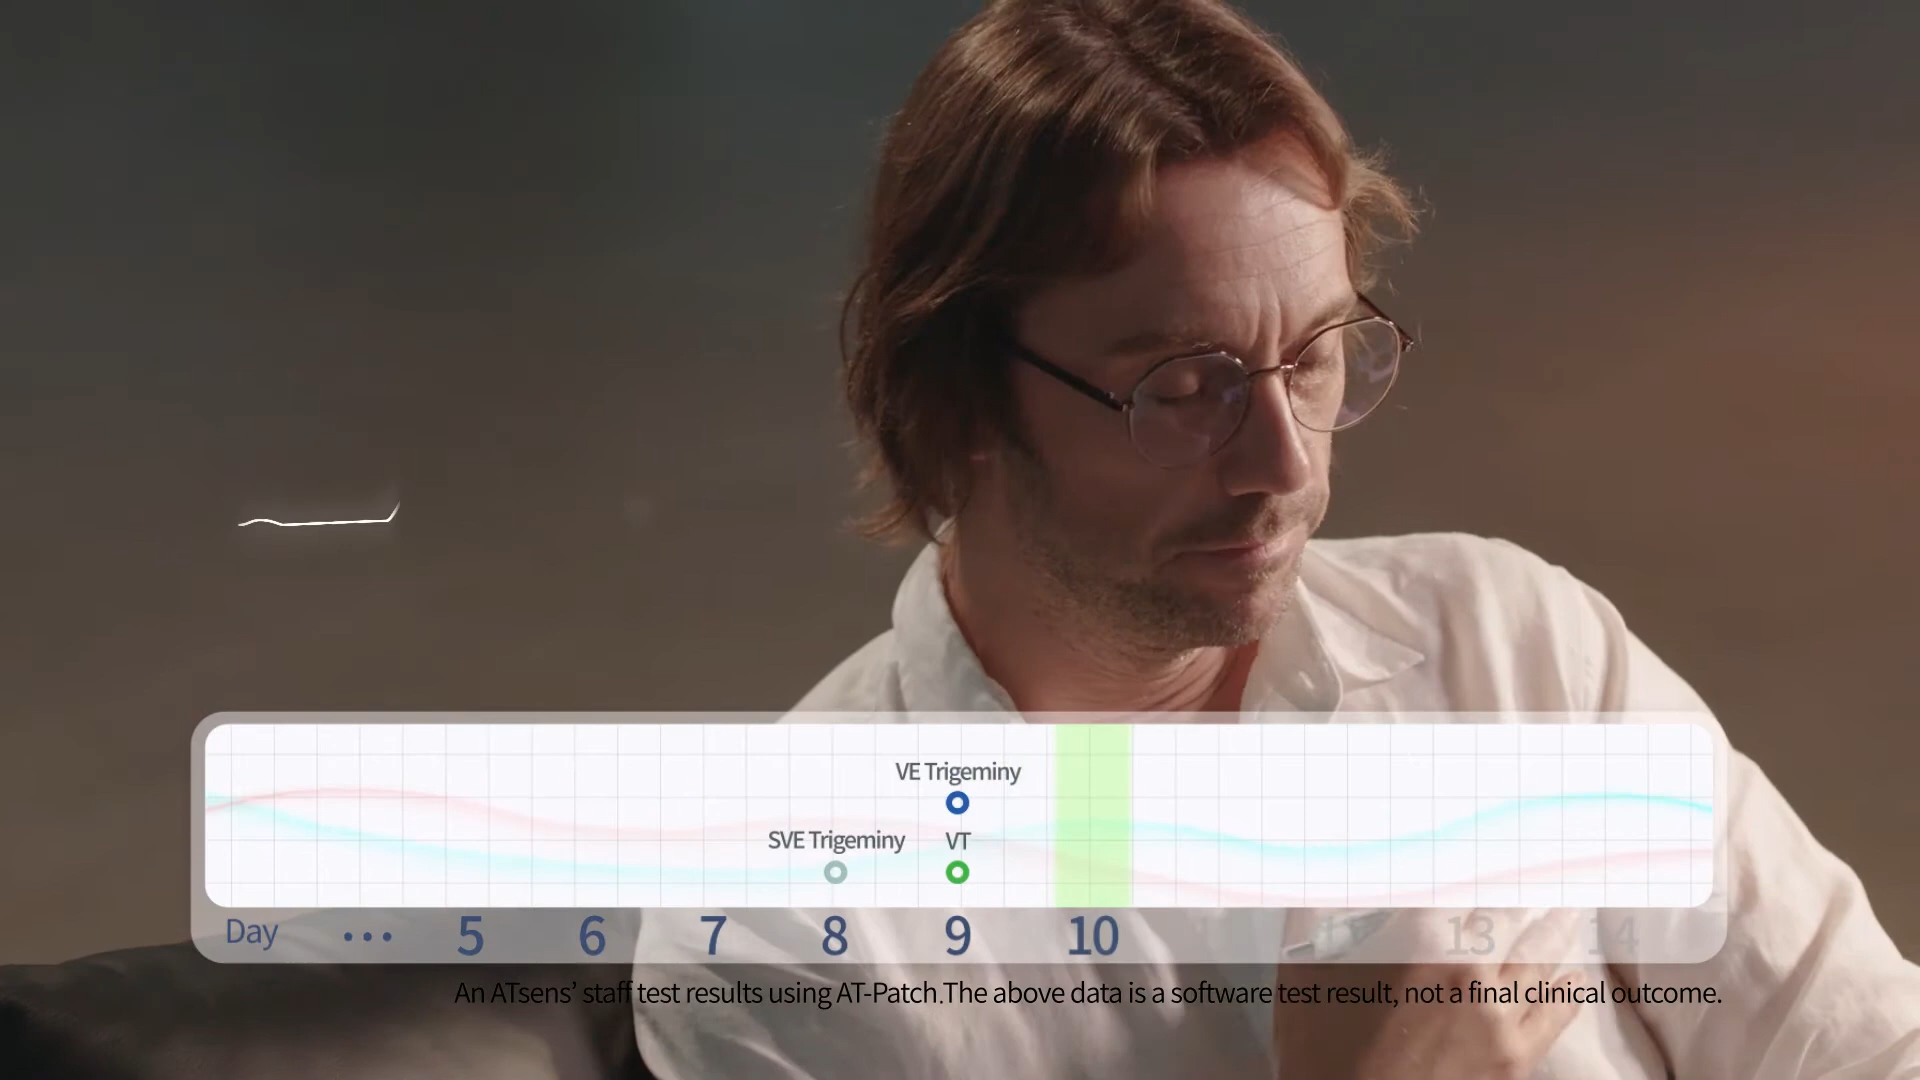 VE Trigeminy
SVE Trigeminy VT
Day ... 5 6 7 8 9 10 13 14
An ATsens' staff test results using AT-Patch.The above data is a software test result, not a final clinical outcome.